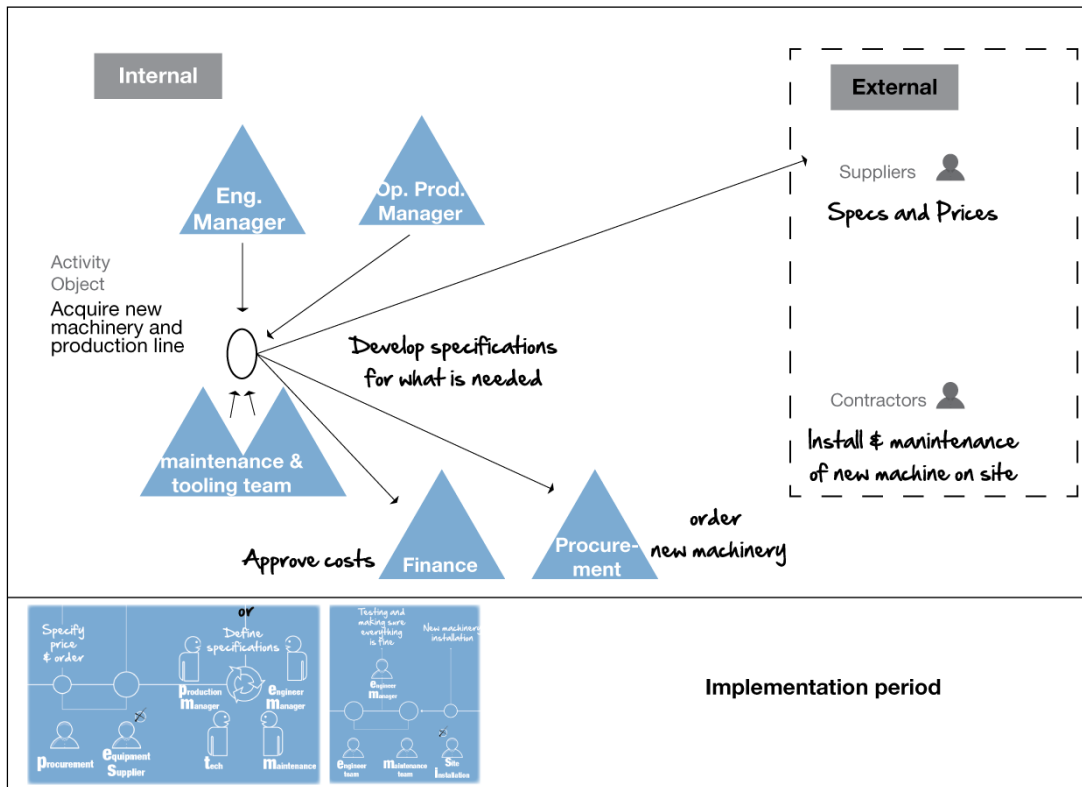 Internal
External
Eng.
Manager
Op. Prod.
Manager
Suppliers
Specs and Prices
Activity
Object
Acquire new
machinery and
production line
Develop specifications
for what is needed
Contractors
Install & manintenance
of new machine on site
maintenance &
tooling team
Approve costs
Finance
Procure-
ment
order
new machinery
Specify
price
& order
or
Define
specifications
production
manager
engineer
manager
procurement
equipment
Supplier
tech
maintenance
Testing and
making sure
everything
is fine
New machinery
installation
engineer
manager
engineer
team
maintenance
team
Site
Installation
Implementation period